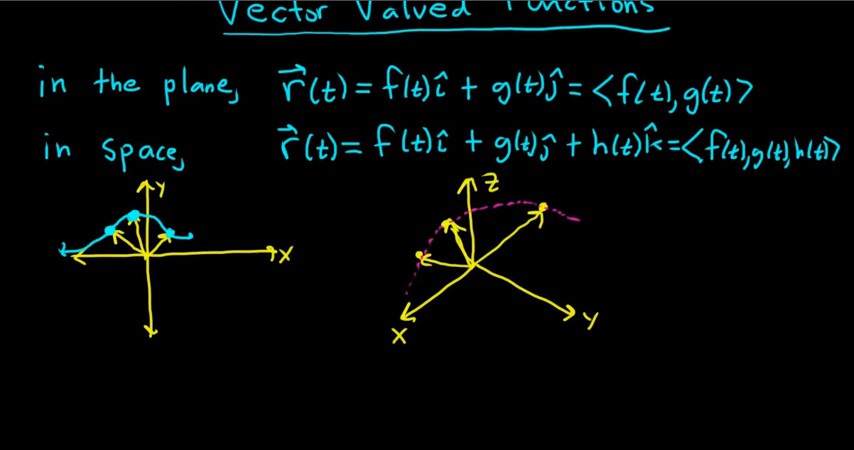 Vector Valued Functions
in the plane, r⃗(t) = f(t)î + g(t)ĵ = <f(t), g(t)>
in space, r⃗(t) = f(t)î + g(t)ĵ + h(t)k̂ = <f(t), g(t), h(t)>
Y
Z
X
X
Y